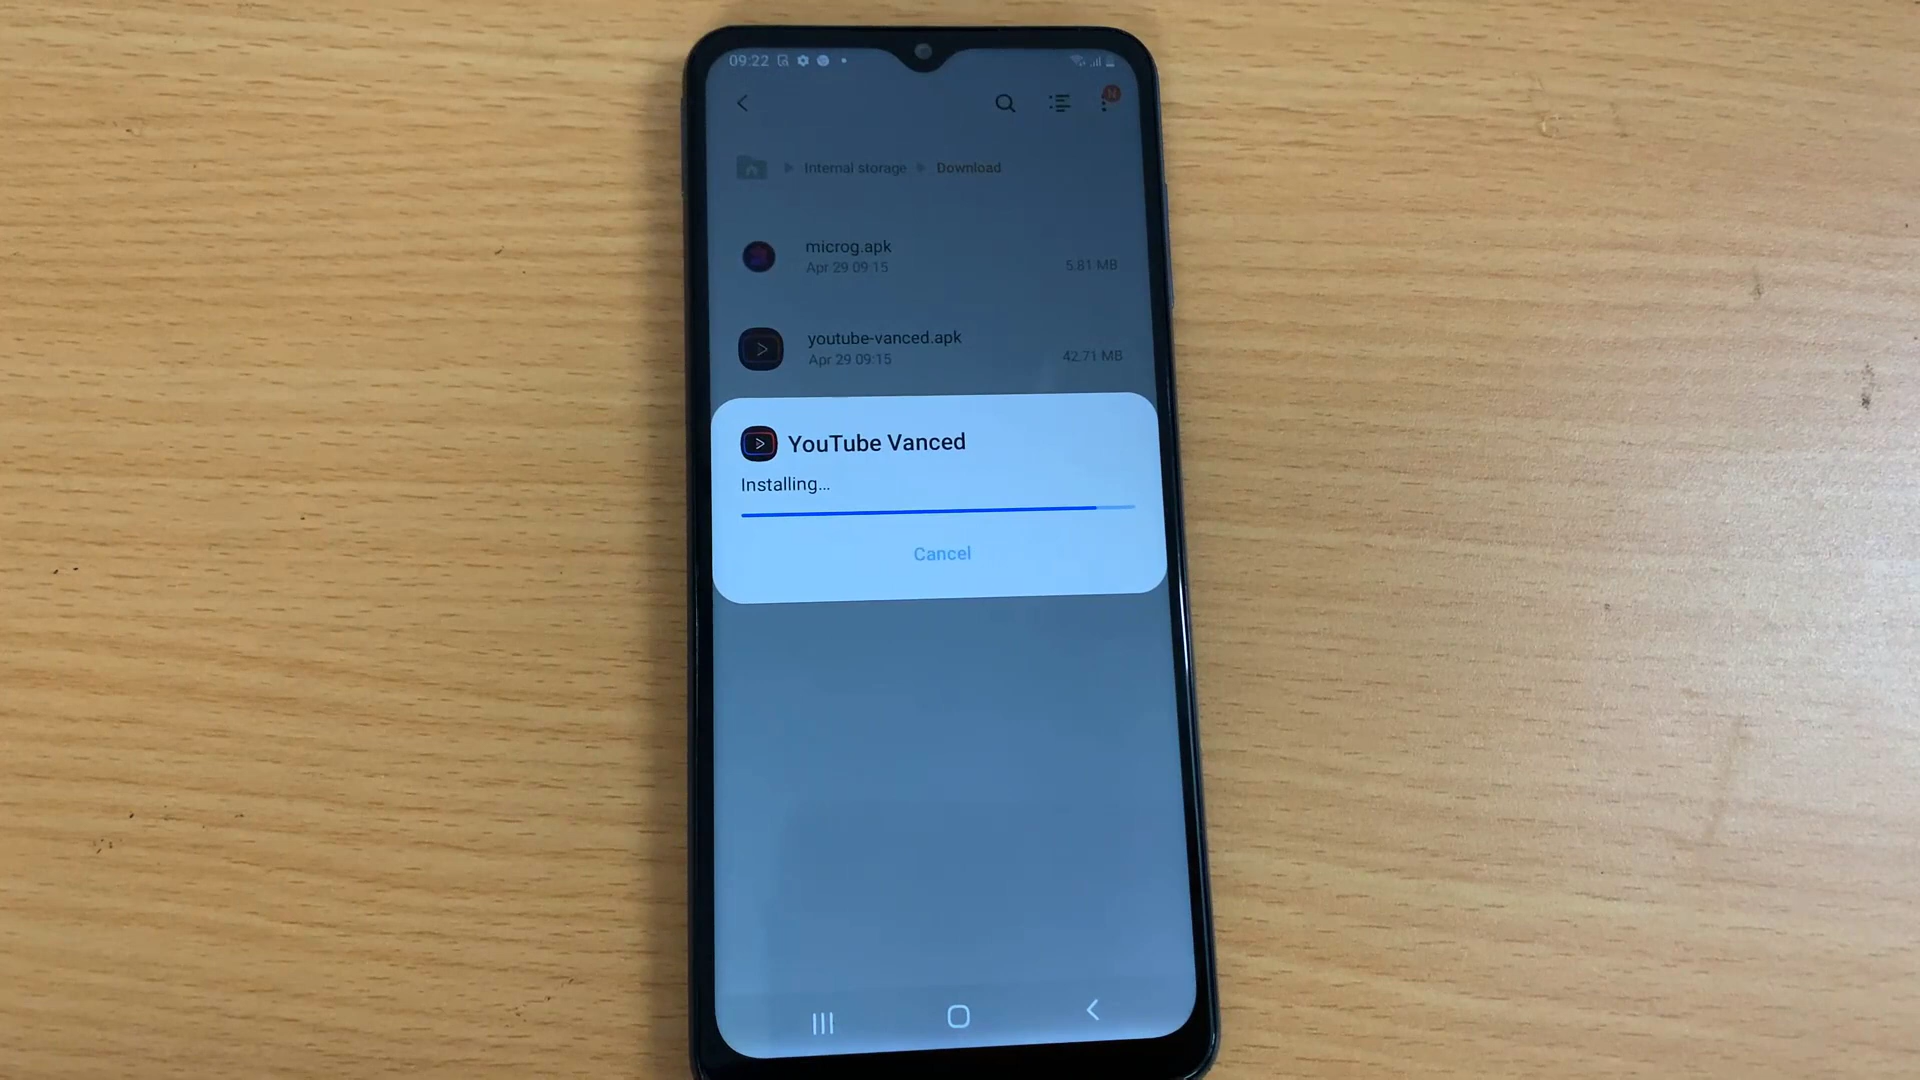 09:22
N
Internal storage Download
microg.apk
Apr 29 09:15
5.81 MB
youtube-vanced.apk
Apr 29 09:15
42.71 MB
YouTube Vanced
Installing...
Cancel